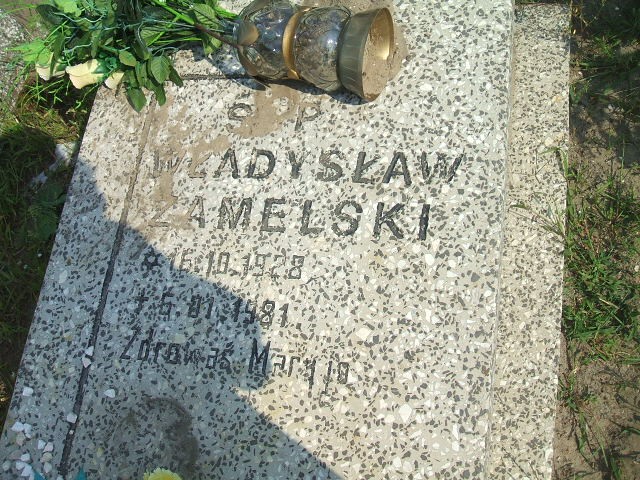 Ś P
WŁADYSŁAW
ZAMELSKI
* 16.10.1928
+ 5.01.1981
Zdrowaś Maryjo